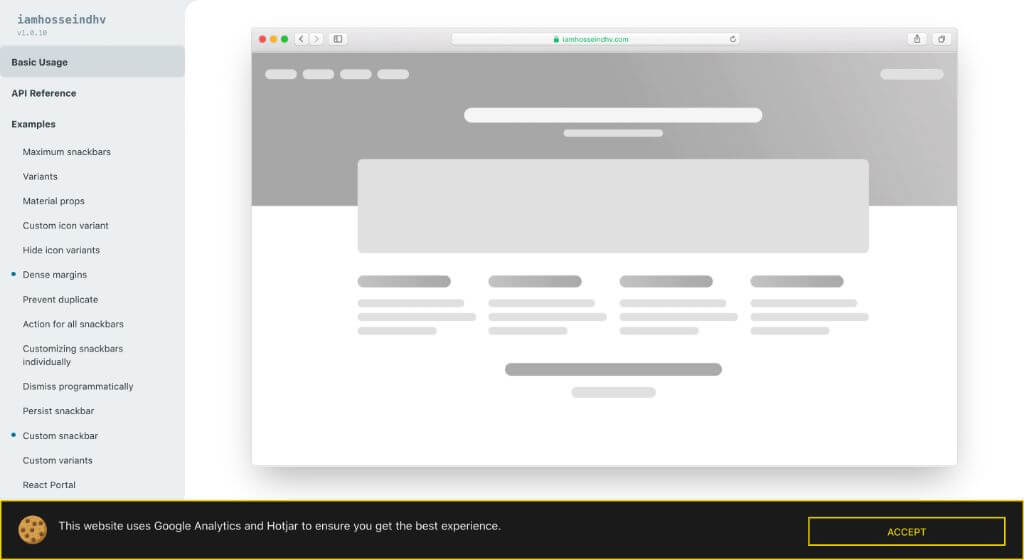 iamhosseindhv
v1.0.10
Basic Usage
API Reference
Examples
Maximum snackbars
Variants
Material props
Custom icon variant
Hide icon variants
Dense margins
Prevent duplicate
Action for all snackbars
Customizing snackbars
individually
Dismiss programmatically
Persist snackbar
Custom snackbar
Custom variants
React Portal
iamhosseindhv.com
This website uses Google Analytics and Hotjar to ensure you get the best experience.
ACCEPT